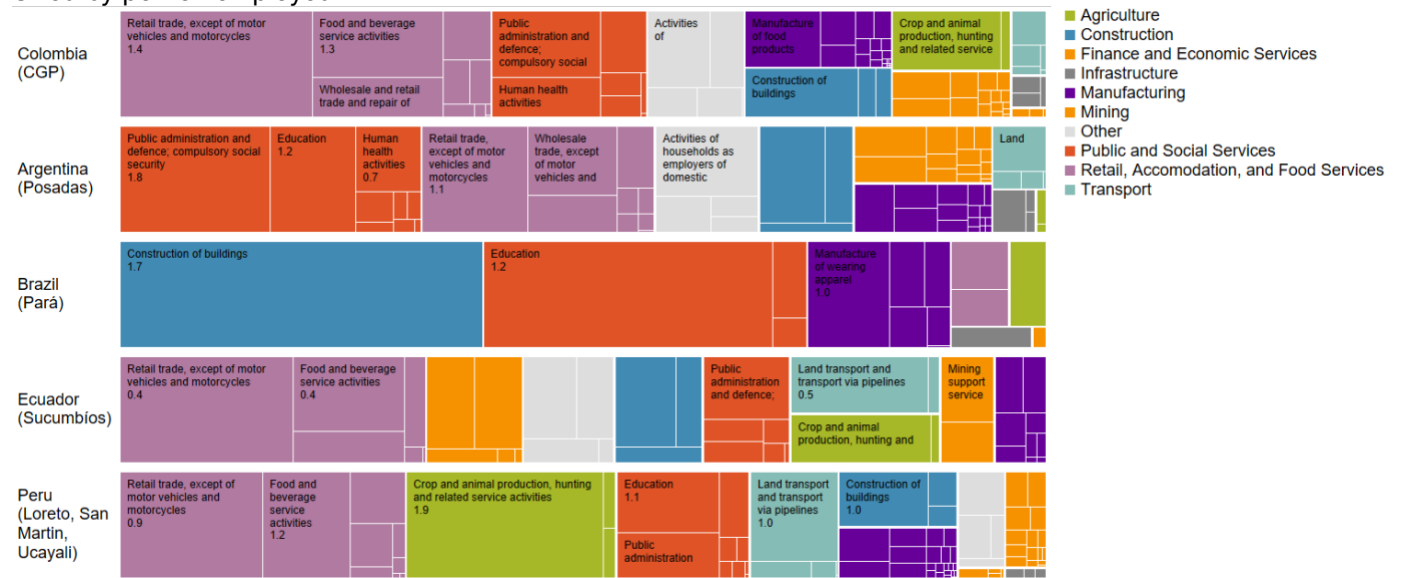 Colombia
(CGP)
Retail trade, except of motor
vehicles and motorcycles
1.4
Food and beverage
service activities
1.3
Wholesale and retail
trade and repair of
Public
administration and
defence;
compulsory social
Human health
activities
Activities
of
Manufacture
of food
products
Construction of
buildings
Crop and animal
production, hunting
and related service
Argentina
(Posadas)
Public administration and
defence; compulsory social
security
1.8
Education
1.2
Human
health
activities
0.7
Retail trade,
except of motor
vehicles and
motorcycles
1.1
Wholesale
trade, except
of motor
vehicles and
Activities of
households as
employers of
domestic
Land
Brazil
(Pará)
Construction of buildings
1.7
Education
1.2
Manufacture
of wearing
apparel
1.0
Ecuador
(Sucumbíos)
Retail trade, except of motor
vehicles and motorcycles
0.4
Food and beverage
service activities
0.4
Public
administration
and defence;
Land transport and
transport via pipelines
0.5
Crop and animal
production, hunting and
Mining
support
service
Peru
(Loreto, San
Martin,
Ucayali)
Retail trade, except of
motor vehicles and
motorcycles
0.9
Food and
beverage
service
activities
1.2
Crop and animal production, hunting
and related service activities
1.9
Education
1.1
Public
administration
Land transport
and transport
via pipelines
1.0
Construction of
buildings
1.0
Agriculture
Construction
Finance and Economic Services
Infrastructure
Manufacturing
Mining
Other
Public and Social Services
Retail, Accomodation, and Food Services
Transport